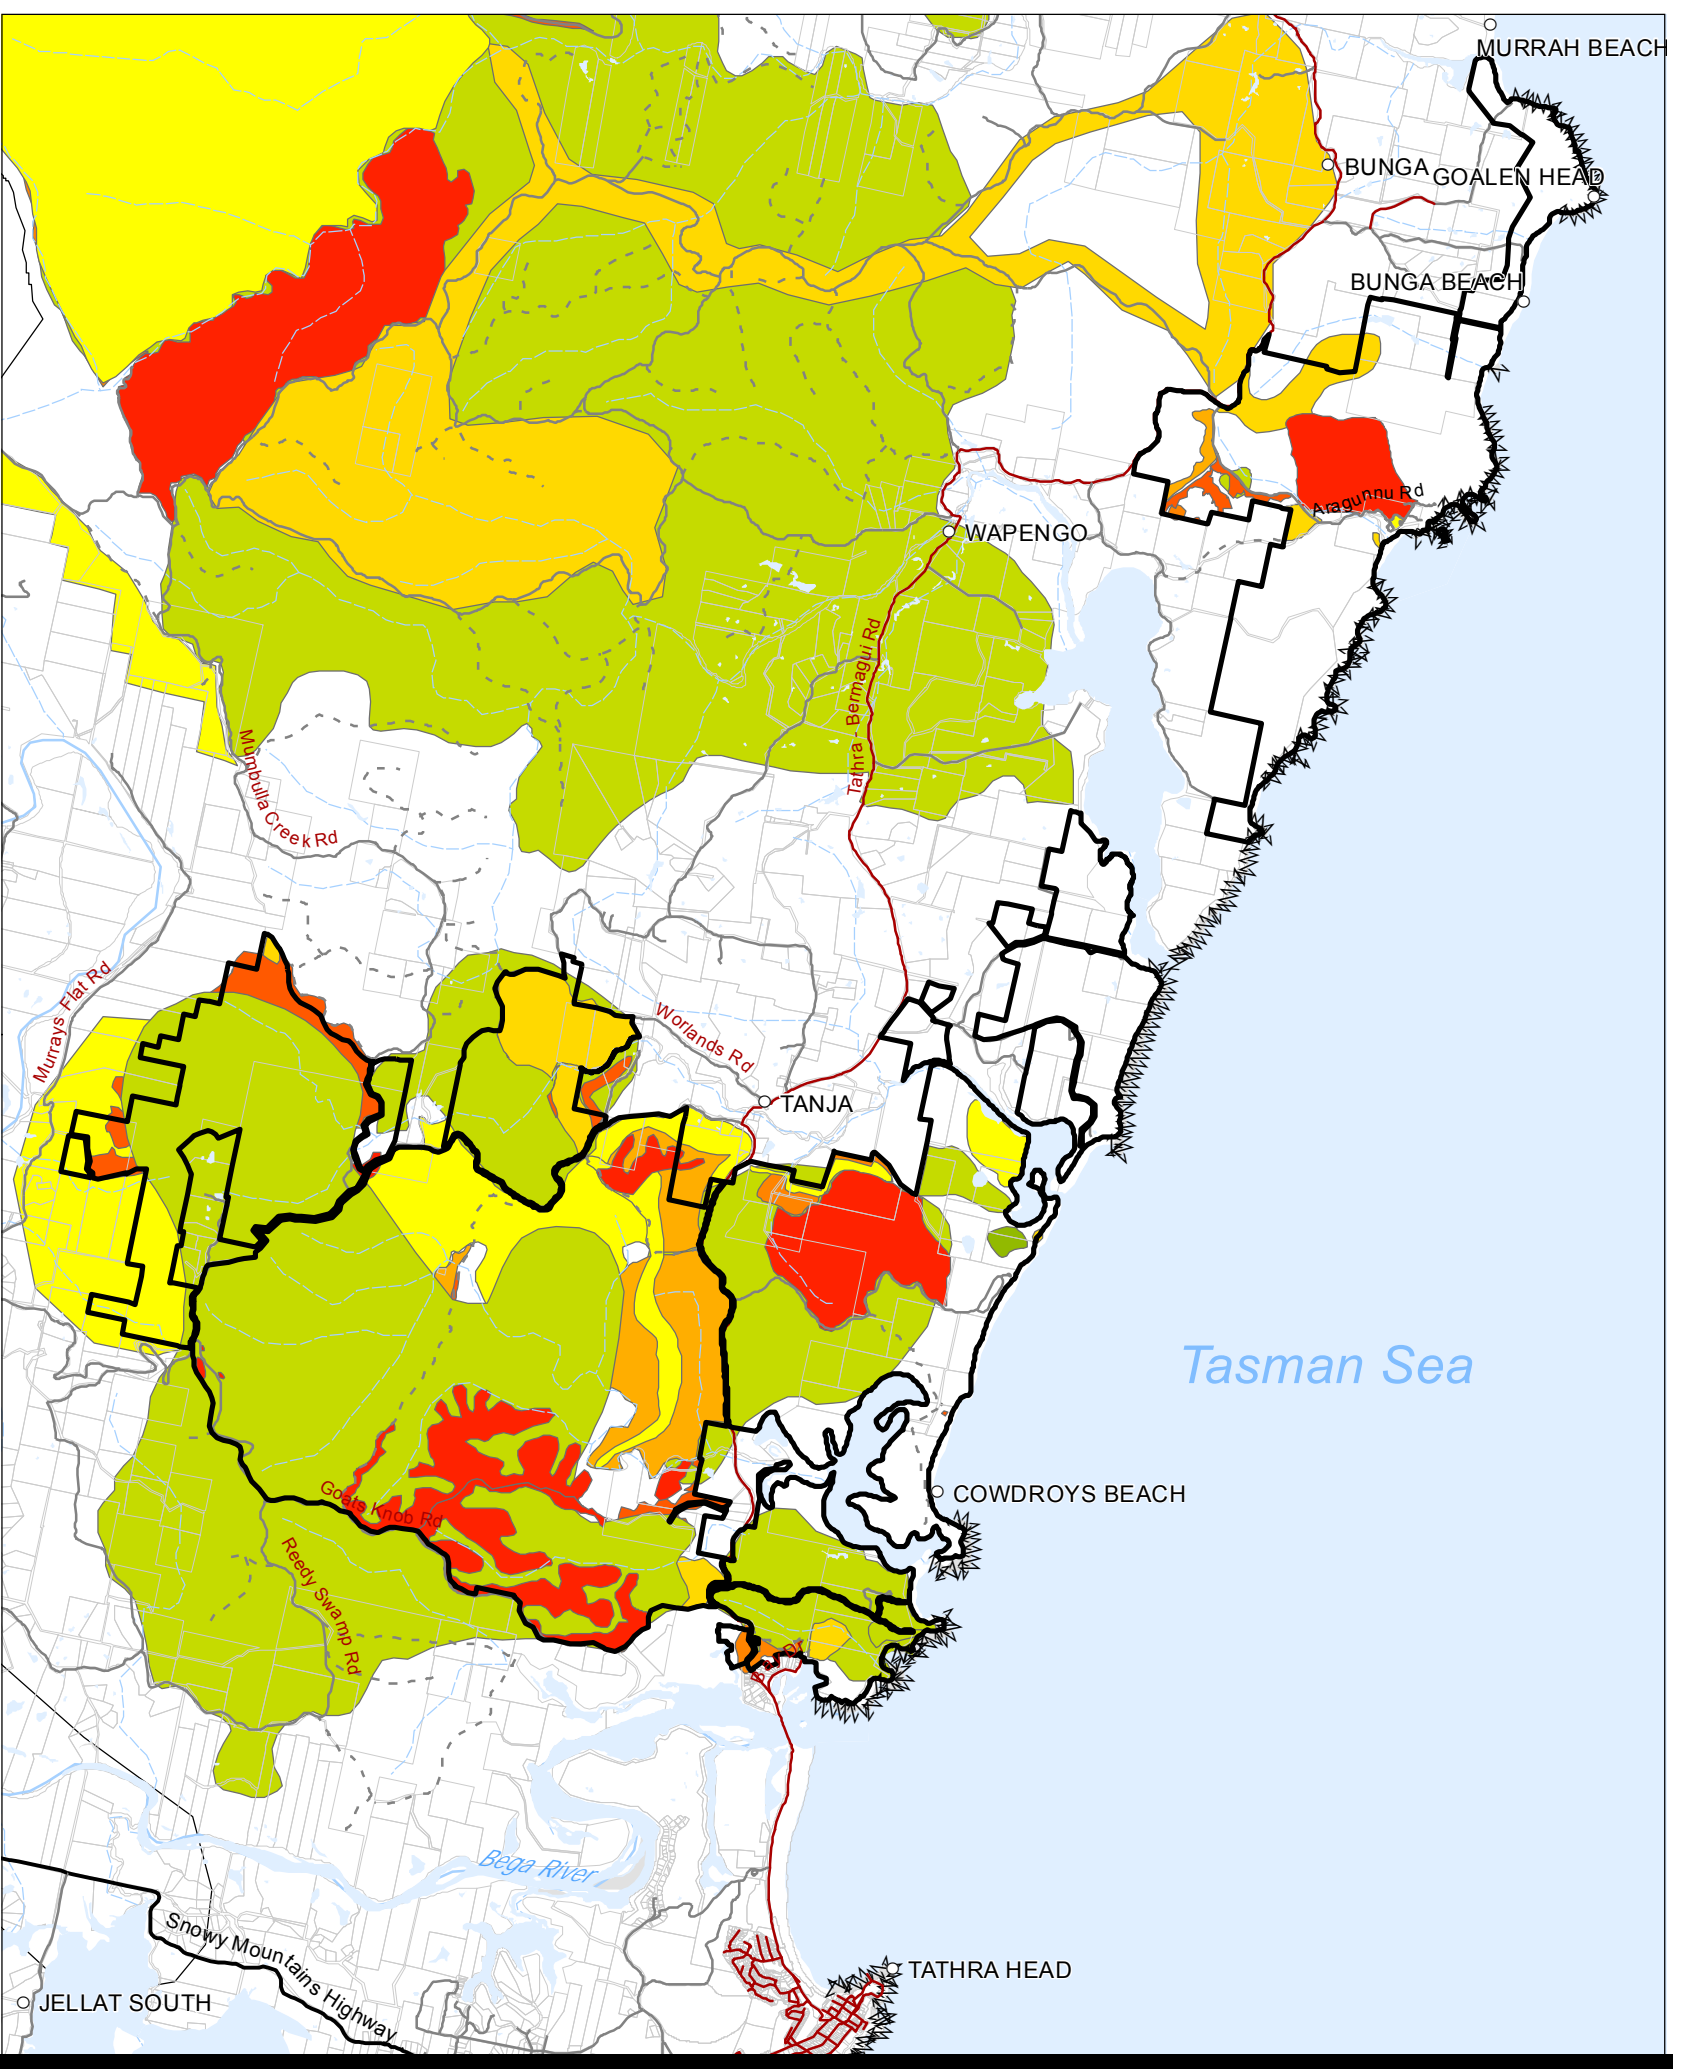 MURRAH BEACH
BUNGA
GOALEN HEAD
BUNGA BEACH
Aragunnu Rd
WAPENGO
Tathra - Bermagui Rd
Mumbulla Creek Rd
Murrays Flat Rd
Worlands Rd
TANJA
Tasman Sea
Goats Knob Rd
COWDROYS BEACH
Reedy Swamp Rd
Bega River
Snowy Mountains Highway
TATHRA HEAD
JELLAT SOUTH